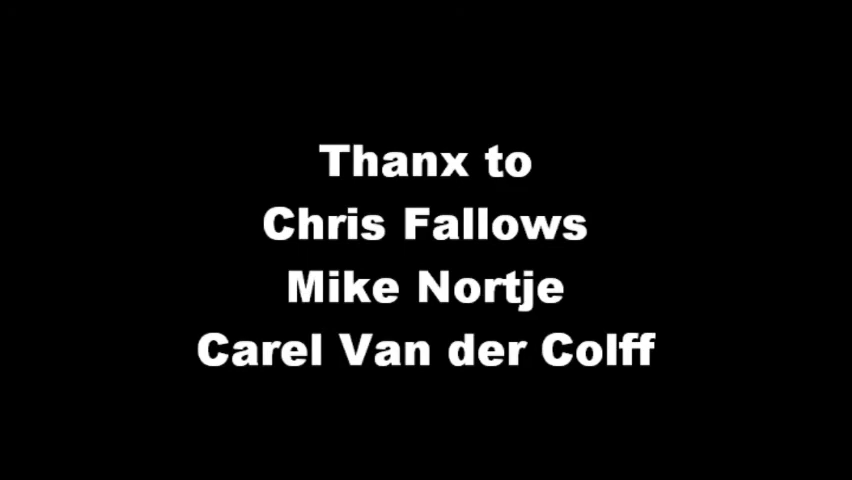 Thanx to
Chris Fallows
Mike Nortje
Carel Van der Colff